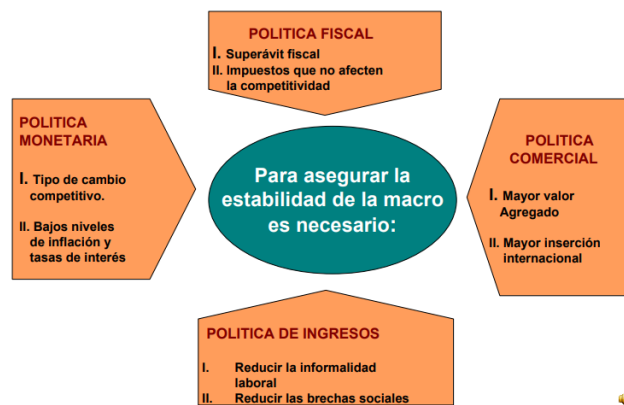 POLITICA FISCAL
I. Superávit fiscal
II. Impuestos que no afecten
la competitividad
POLITICA
MONETARIA
I. Tipo de cambio
competitivo.
II. Bajos niveles
de inflación y
tasas de interés
Para asegurar la
estabilidad de la macro
es necesario:
POLITICA
COMERCIAL
I. Mayor valor
Agregado
II. Mayor inserción
internacional
POLITICA DE INGRESOS
I. Reducir la informalidad
laboral
II. Reducir las brechas sociales